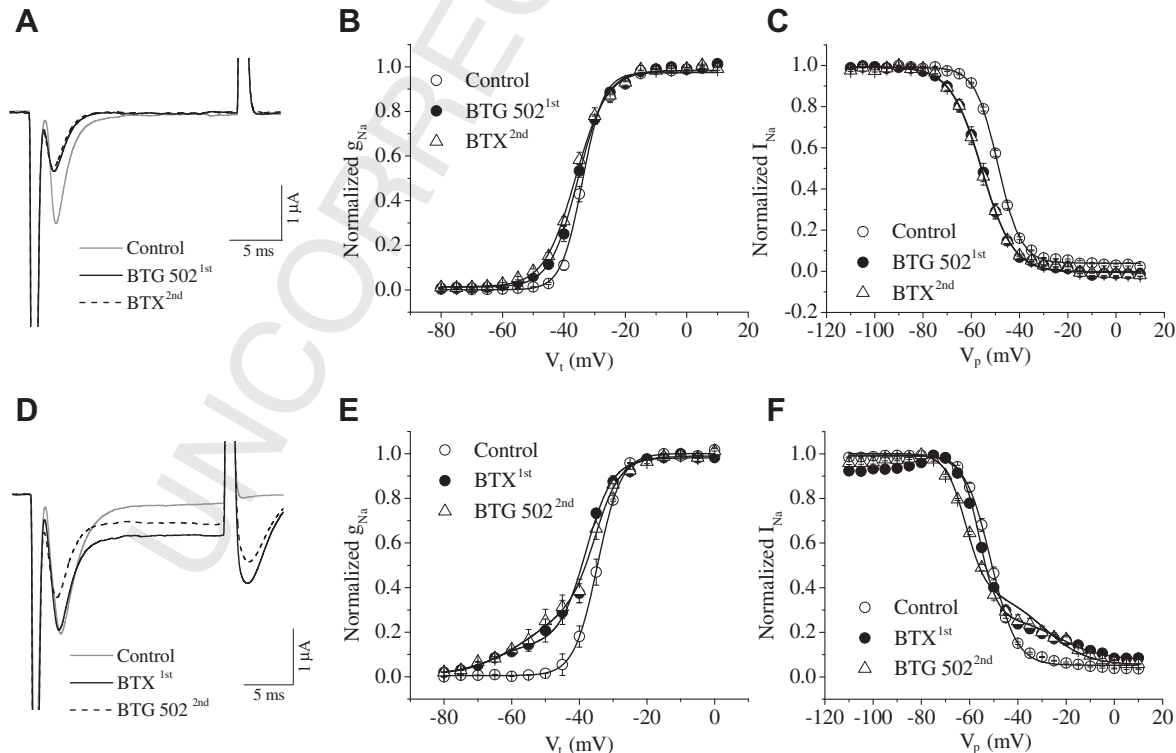 A
Control
BTG 502 1st
BTX 2nd
1 µA
5 ms
B
Normalized gNa
1.0
0.8
0.6
0.4
0.2
0.0
Control
BTG 502 1st
BTX 2nd
-80 -60 -40 -20 0 20
Vt (mV)
C
Normalized INa
1.0
0.8
0.6
0.4
0.2
0.0
-0.2
Control
BTG 502 1st
BTX 2nd
-120 -100 -80 -60 -40 -20 0 20
Vp (mV)
D
Control
BTX 1st
BTG 502 2nd
1 µA
5 ms
E
Normalized gNa
1.0
0.8
0.6
0.4
0.2
0.0
Control
BTX 1st
BTG 502 2nd
-80 -60 -40 -20 0
Vt (mV)
F
Normalized INa
1.0
0.8
0.6
0.4
0.2
0.0
Control
BTX 1st
BTG 502 2nd
-120 -100 -80 -60 -40 -20 0 20
Vp (mV)
UNCORREC